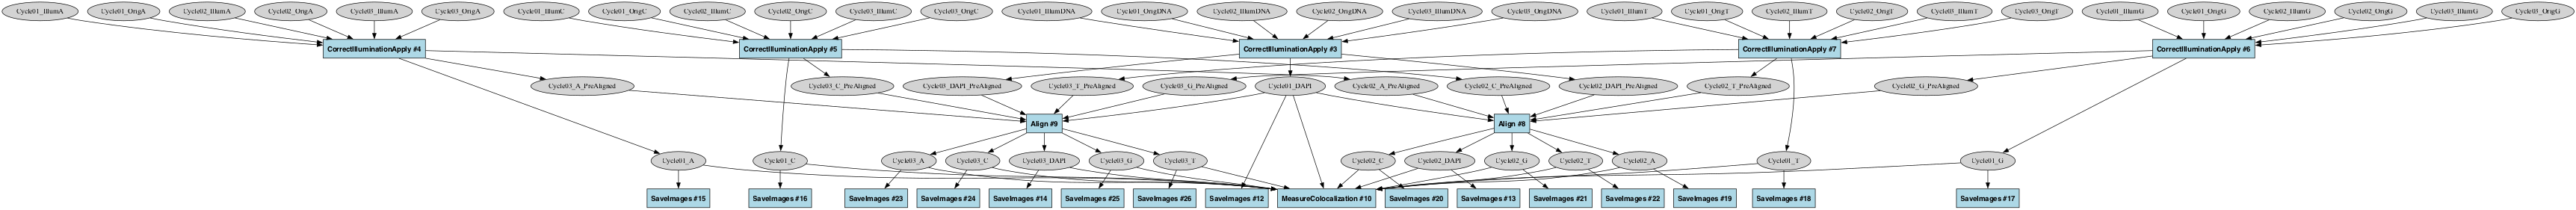 Cycle01_IllumA Cycle01_OrigA Cycle02_IllumA Cycle02_OrigA Cycle03_IllumA Cycle03_OrigA Cycle01_IllumC Cycle01_OrigC Cycle02_IllumC Cycle02_OrigC Cycle03_IllumC Cycle03_OrigC Cycle01_IllumDNA Cycle01_OrigDNA Cycle02_IllumDNA Cycle02_OrigDNA Cycle03_IllumDNA Cycle03_OrigDNA Cycle01_IllumT Cycle01_OrigT Cycle02_IllumT Cycle02_OrigT Cycle03_IllumT Cycle03_OrigT Cycle01_IllumG Cycle01_OrigG Cycle02_IllumG Cycle02_OrigG Cycle03_IllumG Cycle03_OrigG
CorrectIlluminationApply #4 CorrectIlluminationApply #5 CorrectIlluminationApply #3 CorrectIlluminationApply #7 CorrectIlluminationApply #6
Cycle03_A_PreAligned Cycle03_C_PreAligned Cycle03_DAPI_PreAligned Cycle03_T_PreAligned Cycle03_G_PreAligned Cycle01_DAPI Cycle02_A_PreAligned Cycle02_C_PreAligned Cycle02_DAPI_PreAligned Cycle02_T_PreAligned Cycle02_G_PreAligned
Align #9 Align #8
Cycle01_A Cycle01_C Cycle03_A Cycle03_C Cycle03_DAPI Cycle03_G Cycle03_T Cycle02_C Cycle02_DAPI Cycle02_G Cycle02_T Cycle02_A Cycle01_T Cycle01_G
SaveImages #15 SaveImages #16 SaveImages #23 SaveImages #24 SaveImages #14 SaveImages #25 SaveImages #26 SaveImages #12 MeasureColocalization #10 SaveImages #20 SaveImages #13 SaveImages #21 SaveImages #22 SaveImages #19 SaveImages #18 SaveImages #17